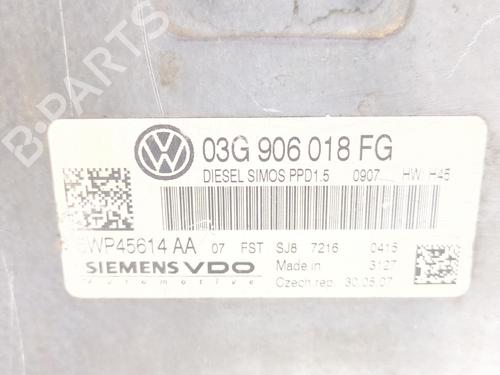 B.PARTS
VW
03G 906 018 FG
DIESEL SIMOS PPD1.5 0907 HW H45
5WP45614 AA 07 FST SJ8 7216 0415
SIEMENS VDO Made in 3127
Automotive Czech rep. 30.05.07